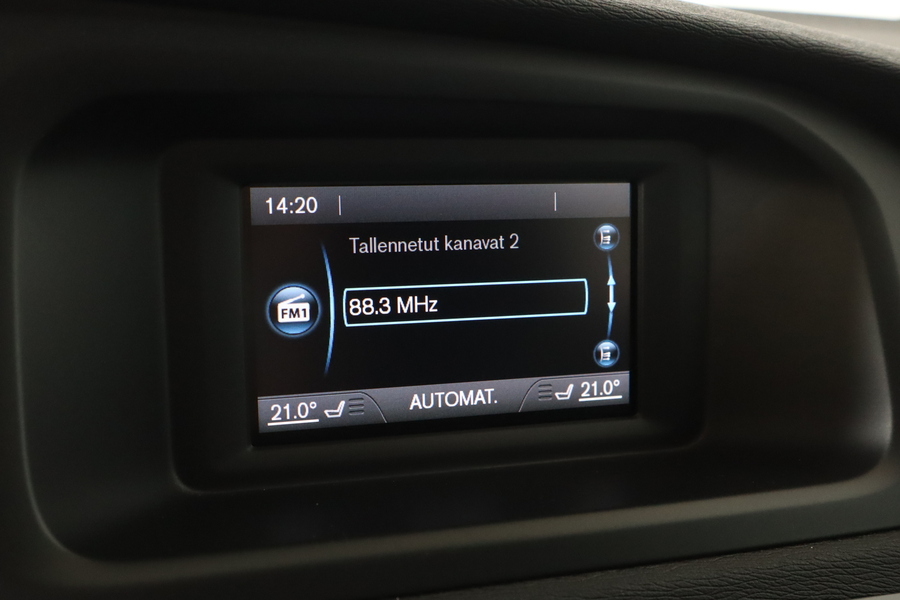 14:20
Tallennetut kanavat 2
FM1
88.3 MHz
21.0° AUTOMAT. 21.0°